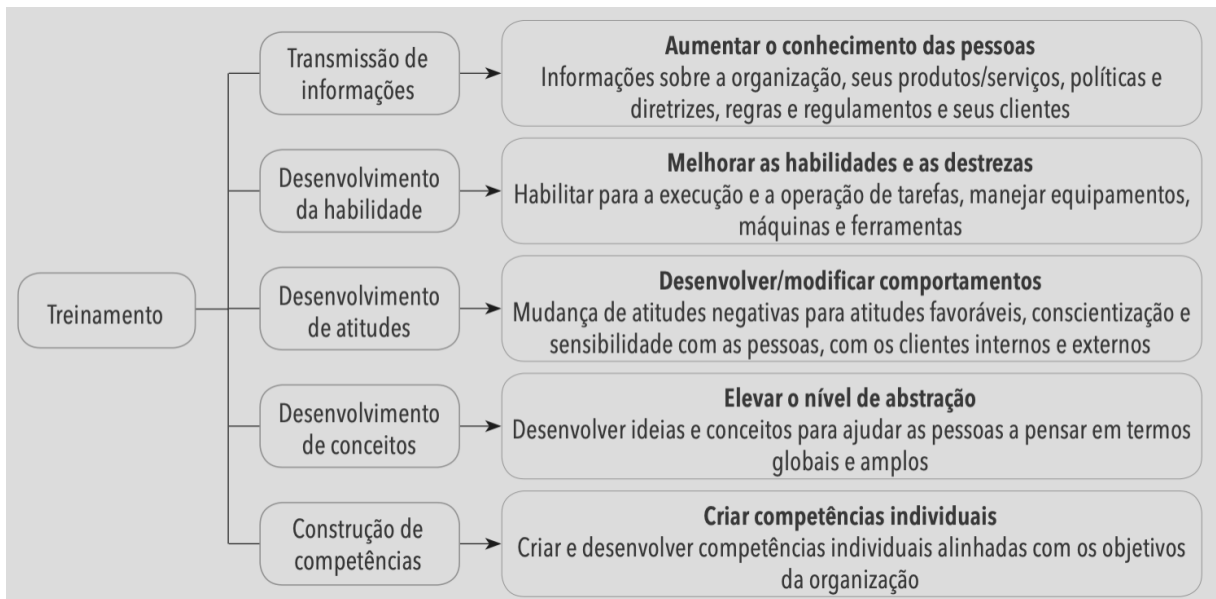 Treinamento
Transmissão de
informações
Aumentar o conhecimento das pessoas
Informações sobre a organização, seus produtos/serviços, políticas e
diretrizes, regras e regulamentos e seus clientes
Desenvolvimento
da habilidade
Melhorar as habilidades e as destrezas
Habilitar para a execução e a operação de tarefas, manejar equipamentos,
máquinas e ferramentas
Desenvolvimento
de atitudes
Desenvolver/modificar comportamentos
Mudança de atitudes negativas para atitudes favoráveis, conscientização e
sensibilidade com as pessoas, com os clientes internos e externos
Desenvolvimento
de conceitos
Elevar o nível de abstração
Desenvolver ideias e conceitos para ajudar as pessoas a pensar em termos
globais e amplos
Construção de
competências
Criar competências individuais
Criar e desenvolver competências individuais alinhadas com os objetivos
da organização